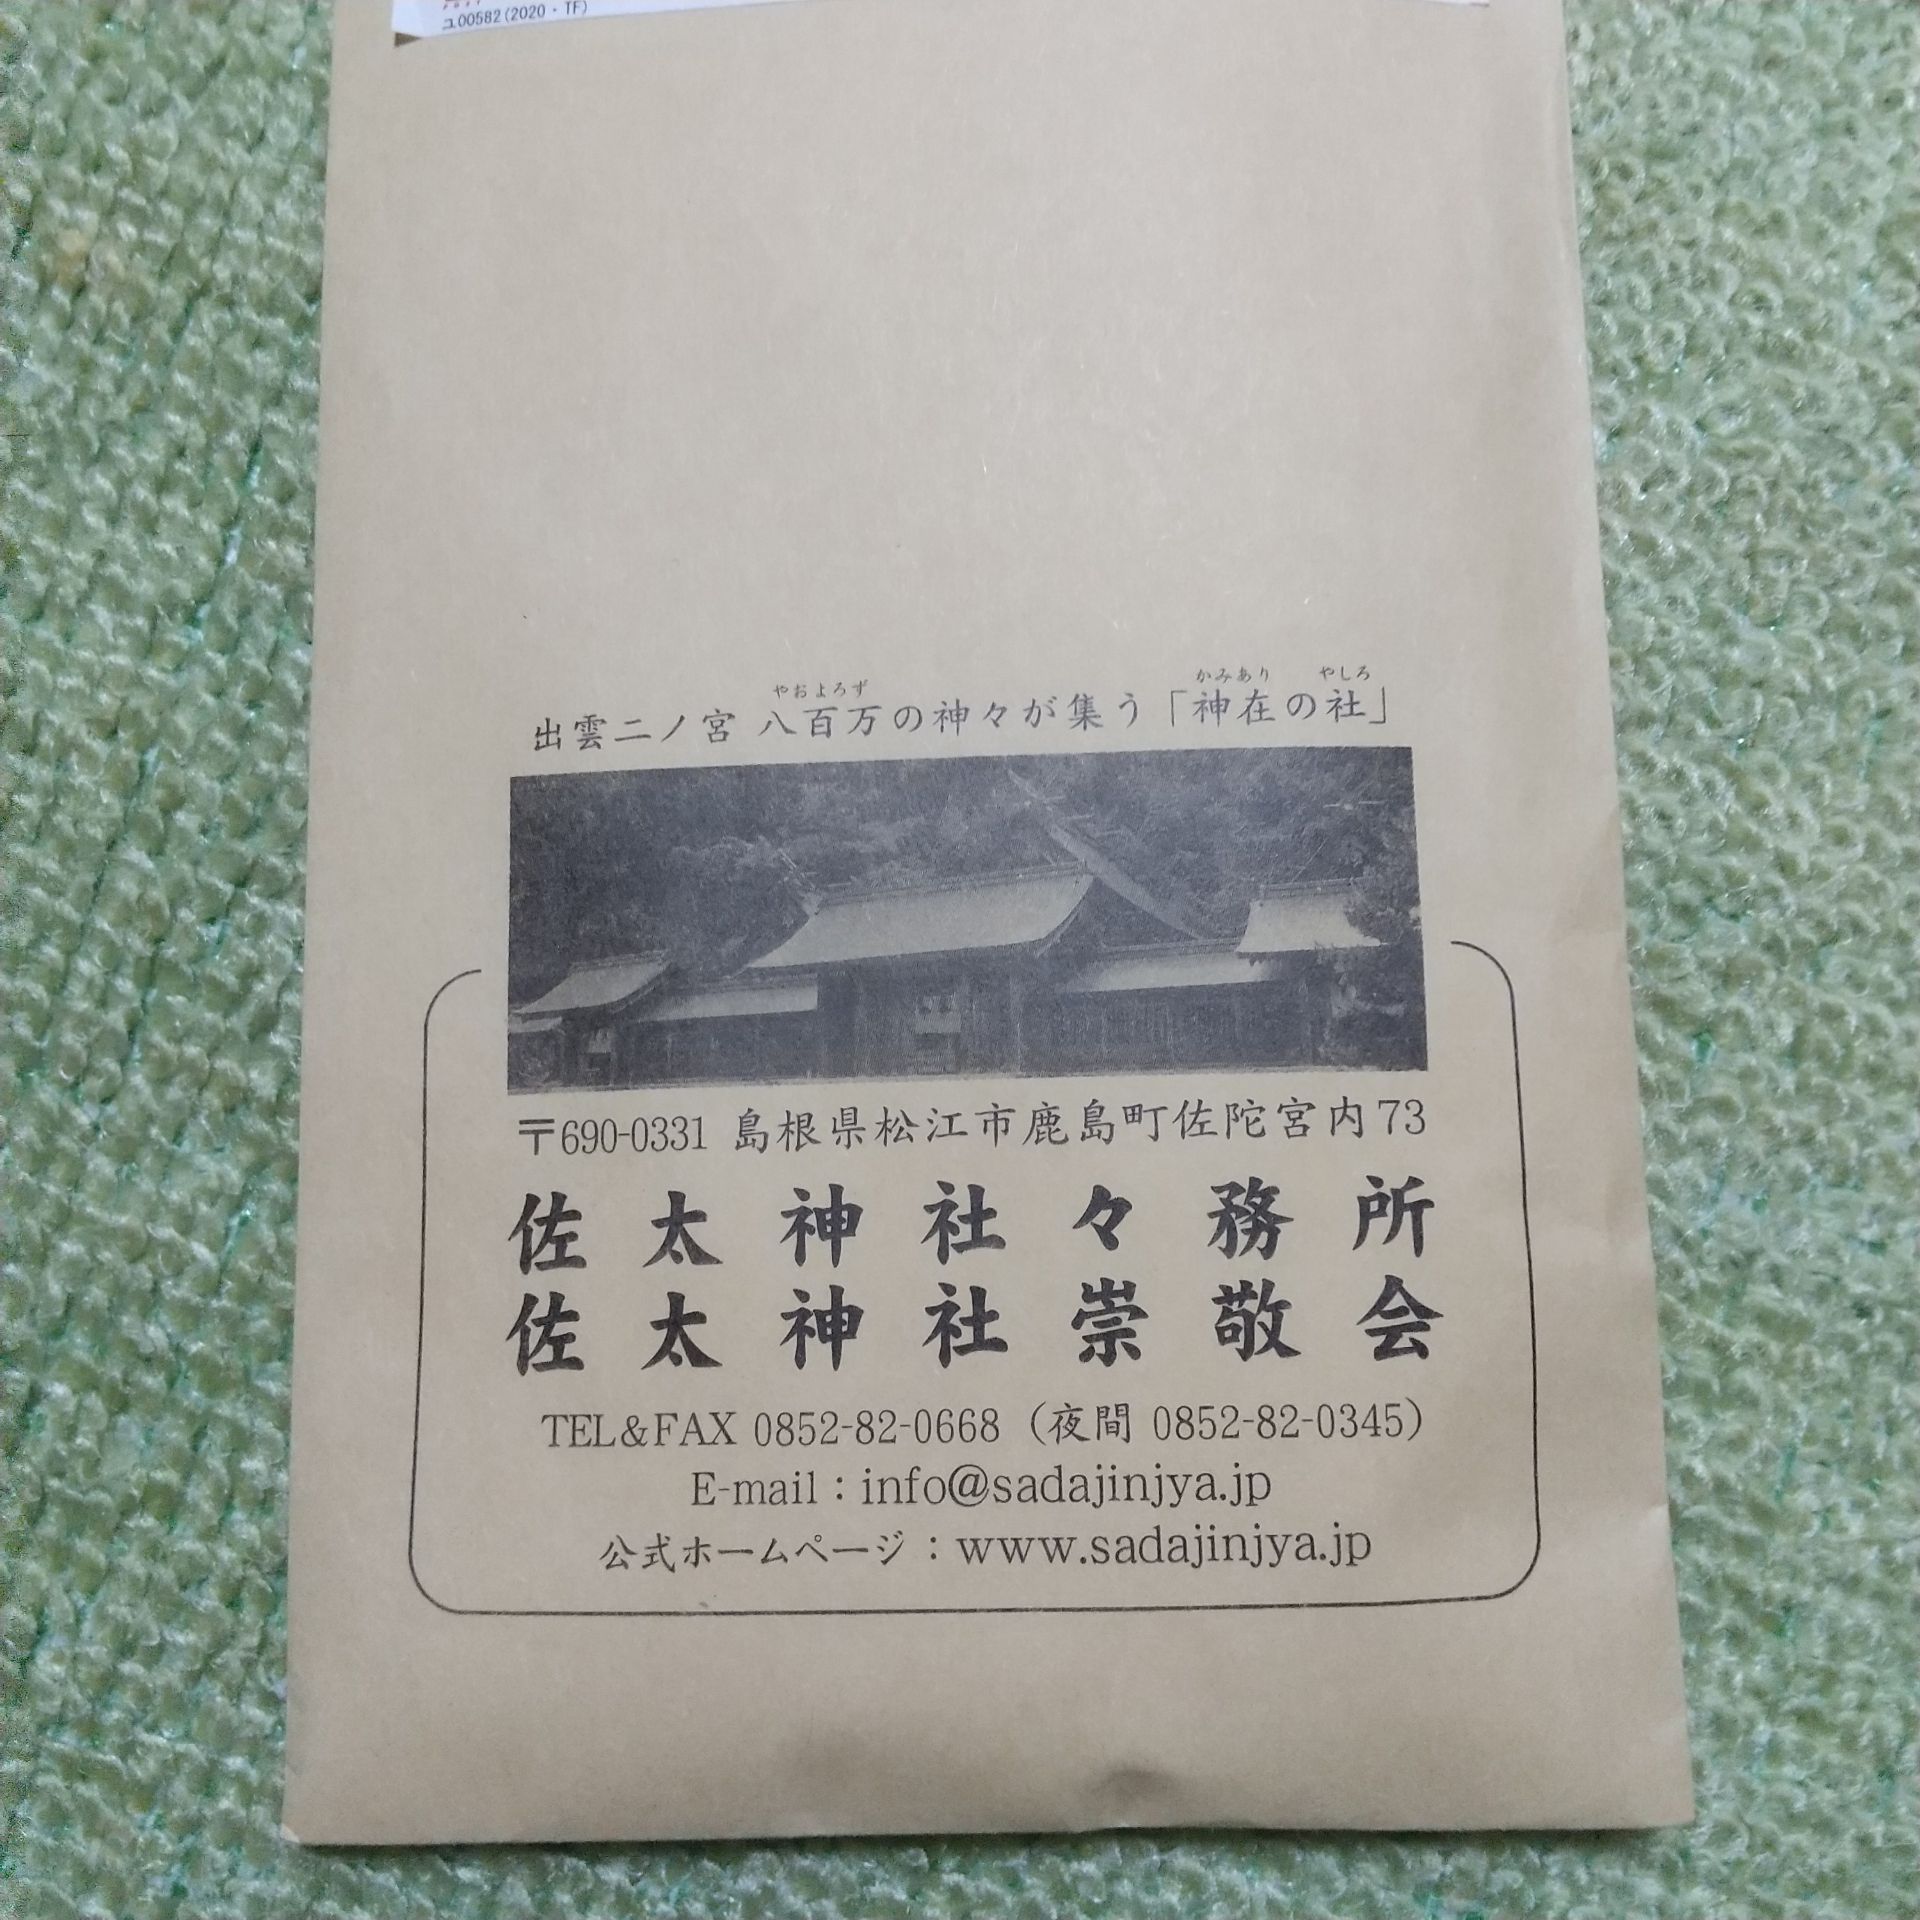 ユ00582(2020・TF)
やおよろず かみあり やしろ
出雲二ノ宮 八百万の神々が集う「神在の社」
〒690-0331 島根県松江市鹿島町佐陀宮内73
佐太神社々務所
佐太神社崇敬会
TEL&FAX 0852-82-0668（夜間 0852-82-0345）
E-mail：info@sadajinjya.jp
公式ホームページ：www.sadajinjya.jp